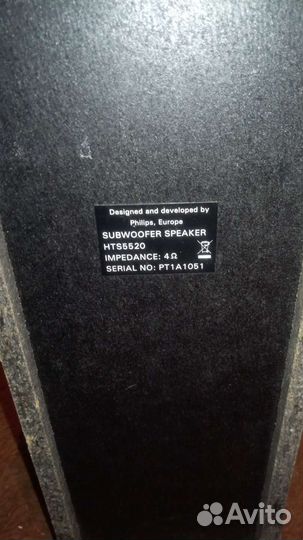 Designed and developed by
Philips, Europe
SUBWOOFER SPEAKER
HTS5520
IMPEDANCE: 4Ω
SERIAL NO: PT1A1051
Avito